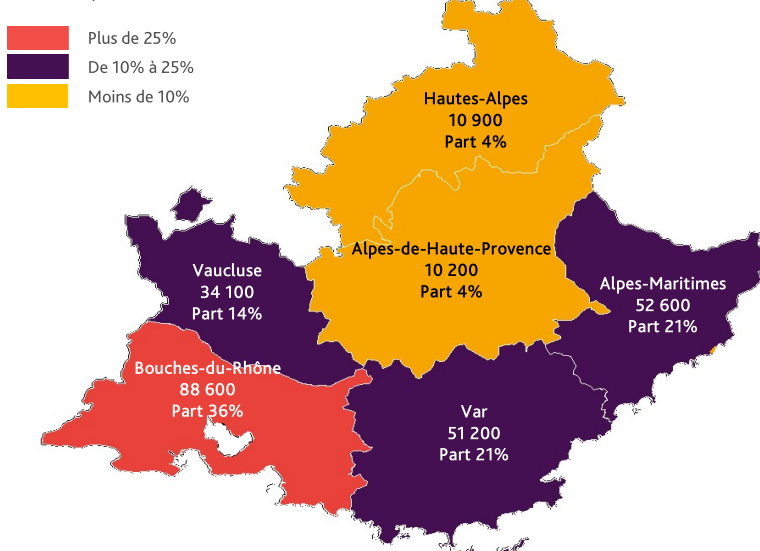 Plus de 25%
De 10% à 25%
Moins de 10%
Hautes-Alpes
10 900
Part 4%
Alpes-de-Haute-Provence
10 200
Part 4%
Vaucluse
34 100
Part 14%
Alpes-Maritimes
52 600
Part 21%
Bouches-du-Rhône
88 600
Part 36%
Var
51 200
Part 21%